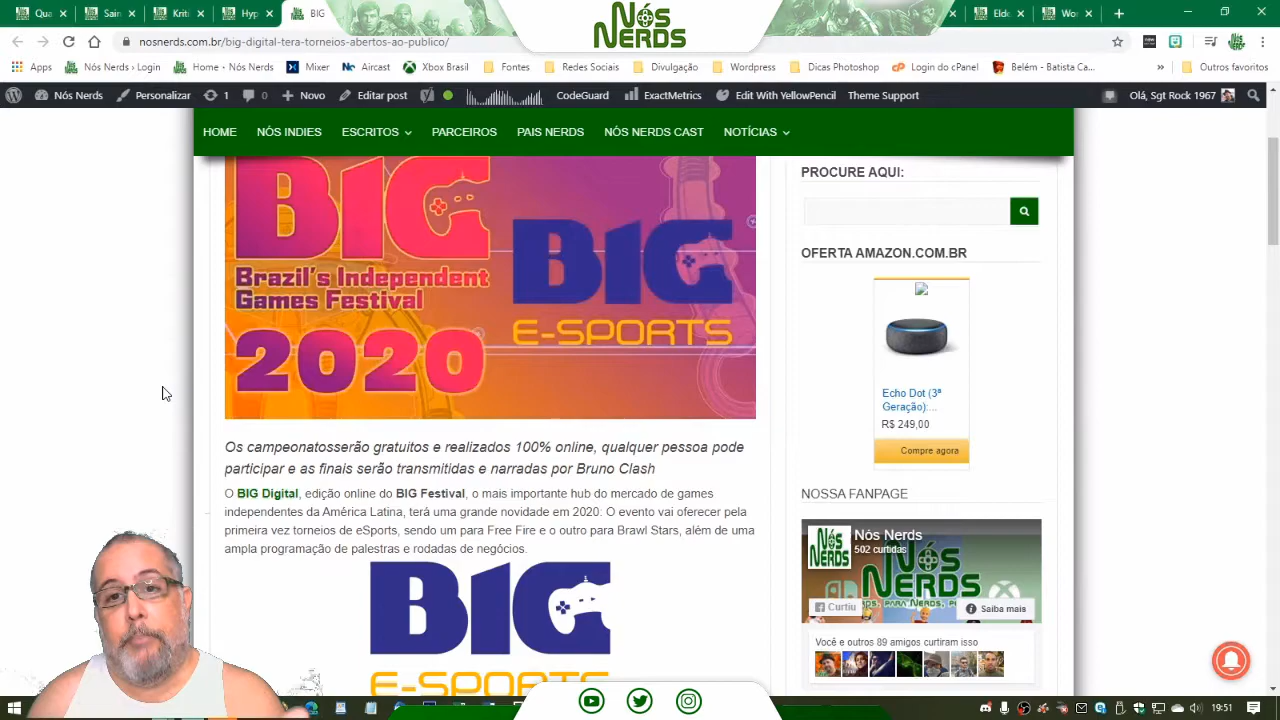 Qua
Sain
Hyp
BIG
NÓS
NERDS
Eld
Wo
nosnerds.com.br/big-digital-tera-torneios-abertos-ao-publico/
Apps
Nós Nerds › Login
Home - Nós Nerds
Mixer
Aircast
Xbox Brasil
Fontes
Redes Sociais
Divulgação
Wordpress
Dicas Photoshop
Login do cPanel
Belém - Batista Ca...
»
Outros favoritos
Nós Nerds
Personalizar
1
0
Novo
Editar post
CodeGuard
ExactMetrics
Edit With YellowPencil
Theme Support
Olá, Sgt Rock 1967
HOME
NÓS INDIES
ESCRITOS
PARCEIROS
PAIS NERDS
NÓS NERDS CAST
NOTÍCIAS
BIG
Brazil's Independent
Games Festival
2020
BIG
E-SPORTS
PROCURE AQUI:
OFERTA AMAZON.COM.BR
Echo Dot (3ª
Geração):...
R$ 249,00
Compre agora
Os campeonatosserão gratuitos e realizados 100% online, qualquer pessoa pode
participar e as finais serão transmitidas e narradas por Bruno Clash
O BIG Digital, edição online do BIG Festival, o mais importante hub do mercado de games
independentes da América Latina, terá uma grande novidade em 2020: O evento vai oferecer pela
primeira vez torneios de eSports, sendo um para Free Fire e o outro para Brawl Stars, além de uma
ampla programação de palestras e rodadas de negócios.
BIG
E-SPORTS
NOSSA FANPAGE
Nós Nerds
502 curtidas
NÓS
NERDS
Curtiu
Saiba mais
Você e outros 89 amigos curtiram isso
19:51